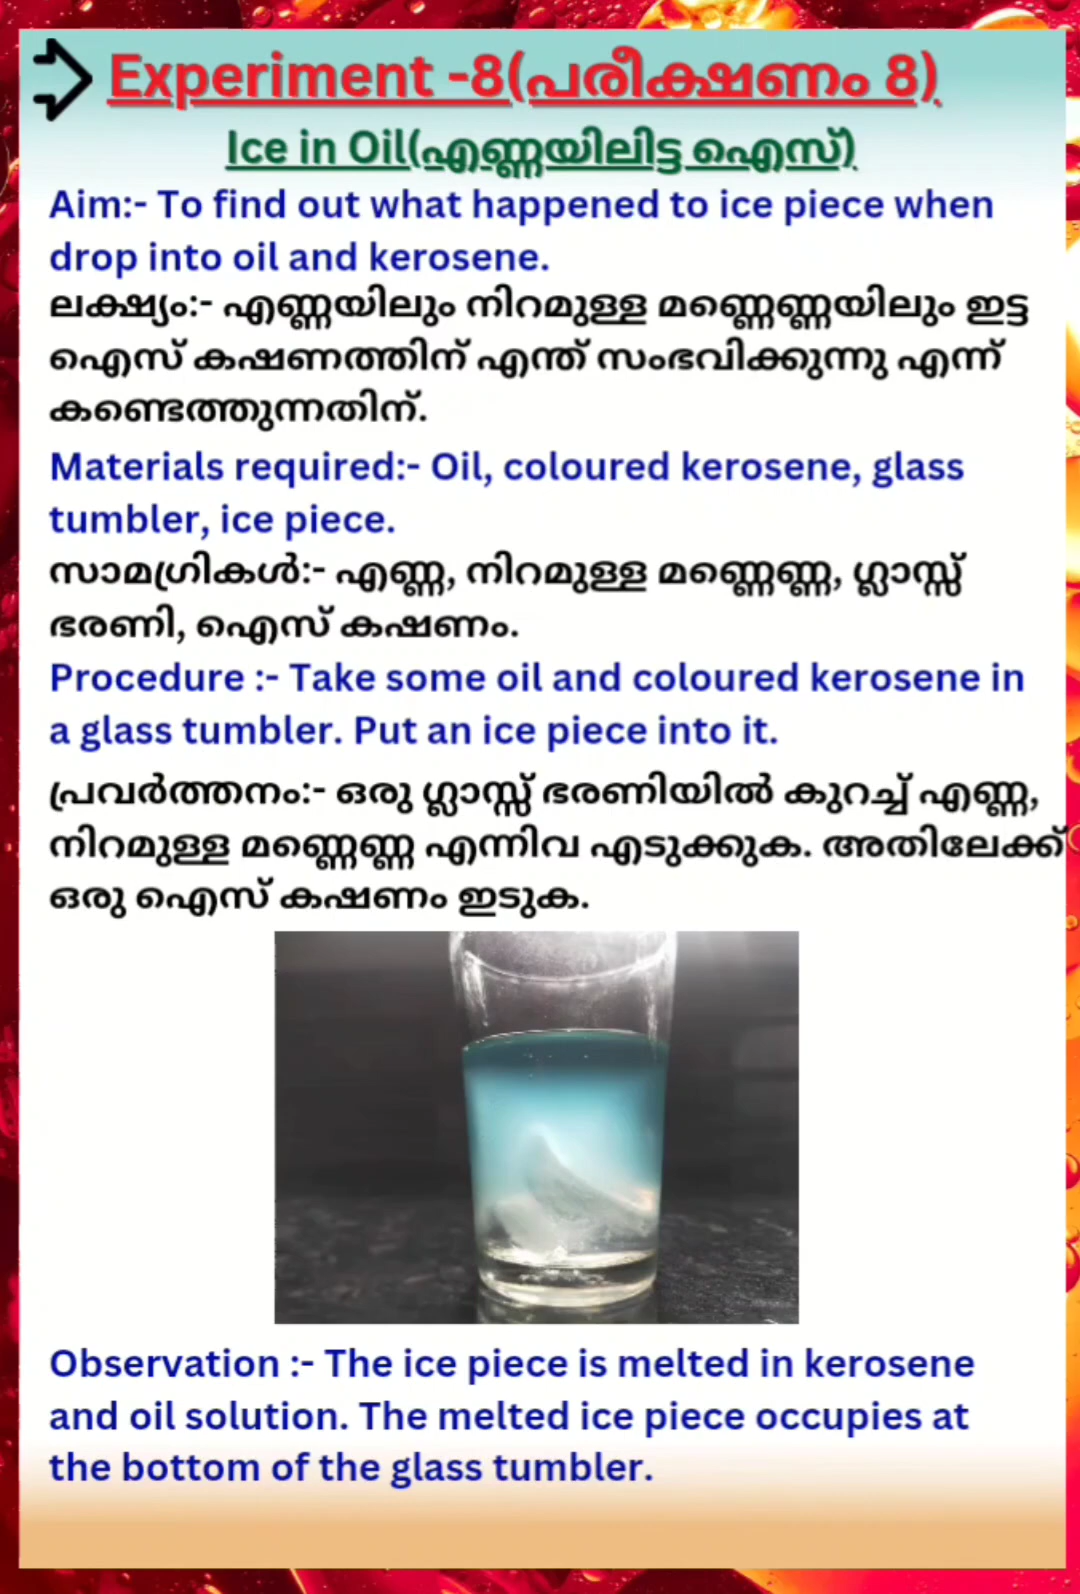 Experiment -8(പരീക്ഷണം 8)
Ice in Oil(എണ്ണയിലിട്ട ഐസ്)
Aim:- To find out what happened to ice piece when
drop into oil and kerosene.
ലക്ഷ്യം:- എണ്ണയിലും നിറമുള്ള മണ്ണെണ്ണയിലും ഇട്ട
ഐസ് കഷണത്തിന് എന്ത് സംഭവിക്കുന്നു എന്ന്
കണ്ടെത്തുന്നതിന്.
Materials required:- Oil, coloured kerosene, glass
tumbler, ice piece.
സാമഗ്രികൾ:- എണ്ണ, നിറമുള്ള മണ്ണെണ്ണ, ഗ്ലാസ്സ്
ഭരണി, ഐസ് കഷണം.
Procedure :- Take some oil and coloured kerosene in
a glass tumbler. Put an ice piece into it.
പ്രവർത്തനം:- ഒരു ഗ്ലാസ്സ് ഭരണിയിൽ കുറച്ച് എണ്ണ,
നിറമുള്ള മണ്ണെണ്ണ എന്നിവ എടുക്കുക. അതിലേക്ക്
ഒരു ഐസ് കഷണം ഇടുക.
Observation :- The ice piece is melted in kerosene
and oil solution. The melted ice piece occupies at
the bottom of the glass tumbler.